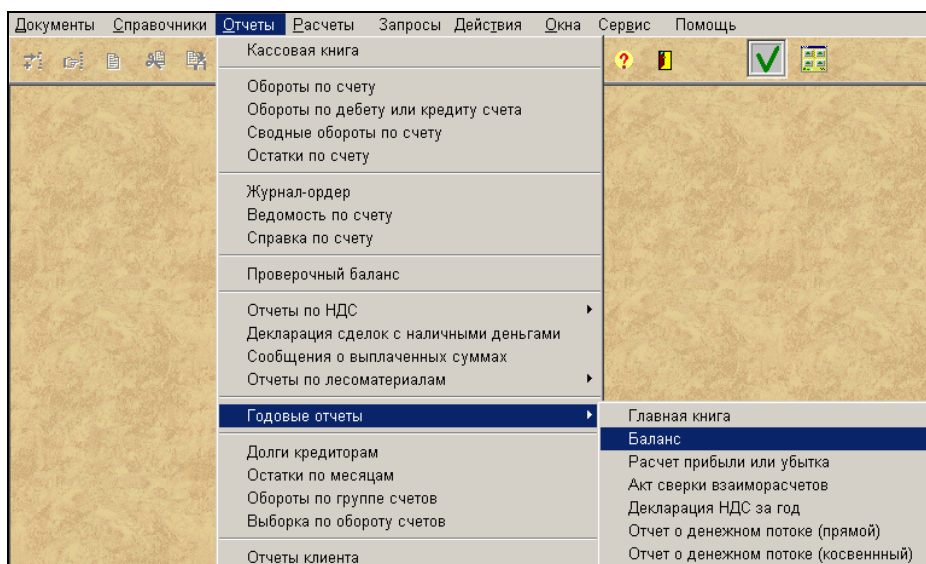 Документы Справочники Отчеты Расчеты Запросы Действия Окна Сервис Помощь
Кассовая книга
Обороты по счету
Обороты по дебету или кредиту счета
Сводные обороты по счету
Остатки по счету
Журнал-ордер
Ведомость по счету
Справка по счету
Проверочный баланс
Отчеты по НДС
Декларация сделок с наличными деньгами
Сообщения о выплаченных суммах
Отчеты по лесоматериалам
Годовые отчеты
Главная книга
Баланс
Расчет прибыли или убытка
Акт сверки взаиморасчетов
Декларация НДС за год
Отчет о денежном потоке (прямой)
Отчет о денежном потоке (косвеннный)
Долги кредиторам
Остатки по месяцам
Обороты по группе счетов
Выборка по обороту счетов
Отчеты клиента